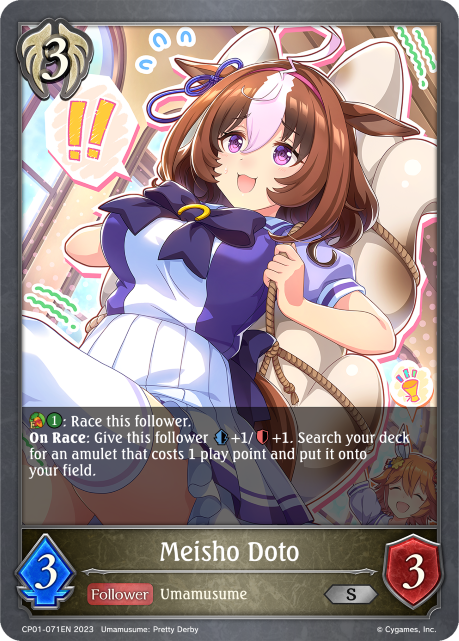 3
!!
1: Race this follower.
On Race: Give this follower +1/ +1. Search your deck
for an amulet that costs 1 play point and put it onto
your field.
Meisho Doto
3
Follower Umamusume
S
3
CP01-071EN 2023 Umamusume: Pretty Derby
© Cygames, Inc.